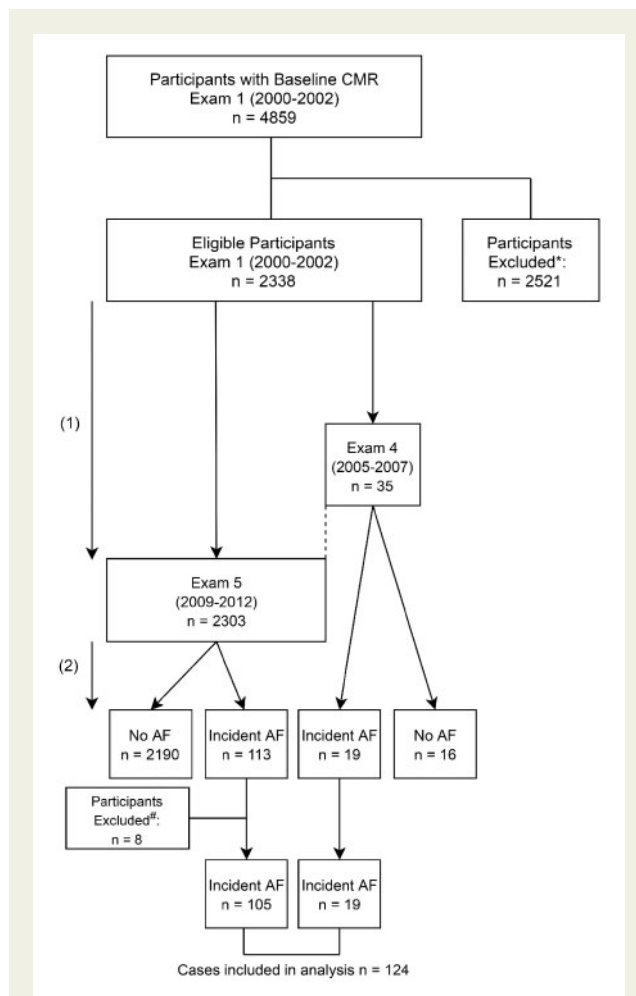 Participants with Baseline CMR
Exam 1 (2000-2002)
n = 4859
Eligible Participants
Exam 1 (2000-2002)
n = 2338
Participants
Excluded*:
n = 2521
(1)
Exam 4
(2005-2007)
n = 35
Exam 5
(2009-2012)
n = 2303
(2)
No AF
n = 2190
Incident AF
n = 113
Incident AF
n = 19
No AF
n = 16
Participants
Excluded#:
n = 8
Incident AF
n = 105
Incident AF
n = 19
Cases included in analysis n = 124